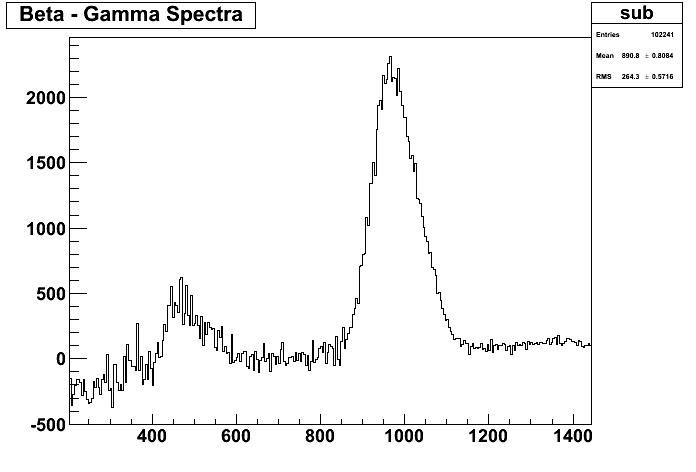 Beta - Gamma Spectra
sub
Entries 102241
Mean 890.8 ± 0.8084
RMS 264.3 ± 0.5716
2000
1500
1000
500
0
-500
400 600 800 1000 1200 1400